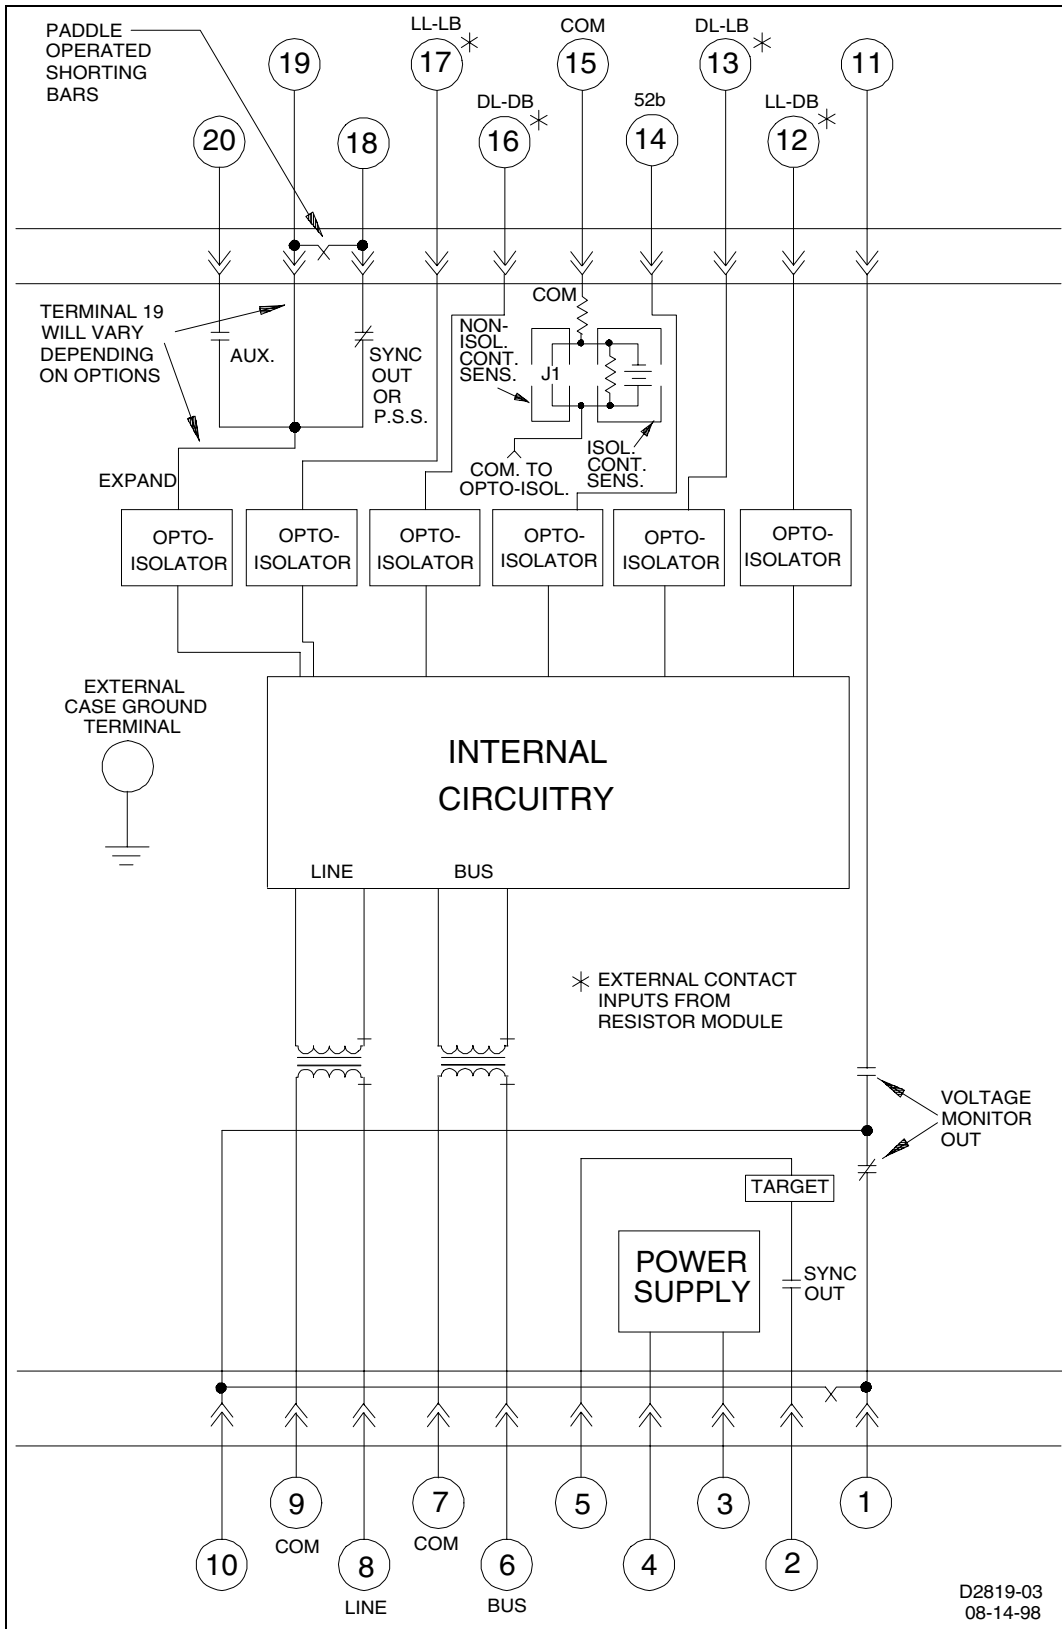 PADDLE
OPERATED
SHORTING
BARS
19
LL-LB
17
COM
15
DL-LB
13
11
20
18
DL-DB
16
52b
14
LL-DB
12
TERMINAL 19
WILL VARY
DEPENDING
ON OPTIONS
AUX.
SYNC
OUT
OR
P.S.S.
COM
NON-
ISOL.
CONT.
SENS.
J1
ISOL.
CONT.
SENS.
COM. TO
OPTO-ISOL.
EXPAND
OPTO-
ISOLATOR
OPTO-
ISOLATOR
OPTO-
ISOLATOR
OPTO-
ISOLATOR
OPTO-
ISOLATOR
OPTO-
ISOLATOR
EXTERNAL
CASE GROUND
TERMINAL
INTERNAL
CIRCUITRY
LINE
BUS
EXTERNAL CONTACT
INPUTS FROM
RESISTOR MODULE
VOLTAGE
MONITOR
OUT
TARGET
POWER
SUPPLY
SYNC
OUT
9
COM
7
COM
5
3
1
10
8
LINE
6
BUS
4
2
D2819-03
08-14-98